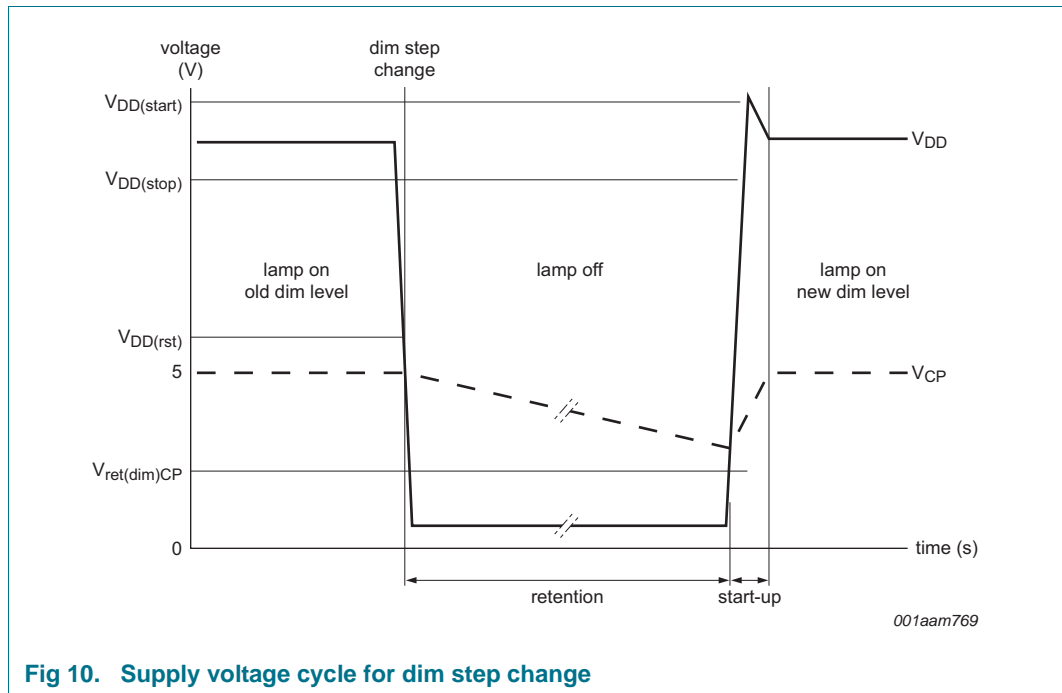 voltage
(V)
dim step
change
VDD(start)
VDD
VDD(stop)
lamp on
old dim level
lamp off
lamp on
new dim level
VDD(rst)
5
VCP
Vret(dim)CP
0
time (s)
retention
start-up
001aam769
Fig 10. Supply voltage cycle for dim step change